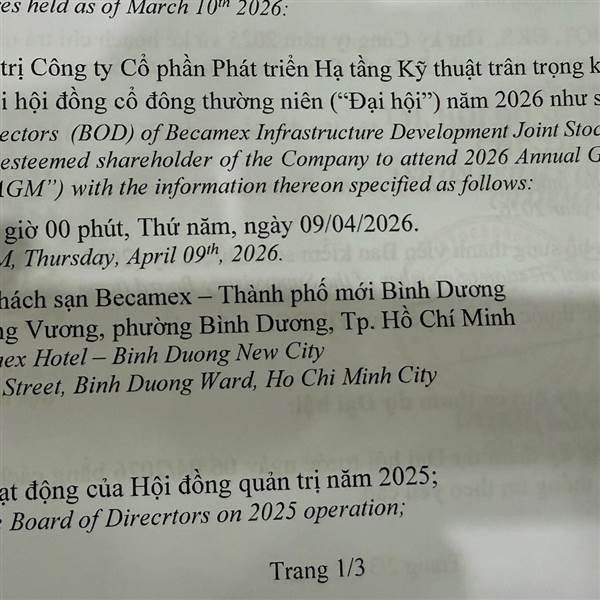 es held as of March 10th 2026:
trị Công ty Cổ phần Phát triển Hạ tầng Kỹ thuật trân trọng k
i hội đồng cổ đông thường niên (“Đại hội”) năm 2026 như s
ectors (BOD) of Becamex Infrastructure Development Joint Stoc
esteemed shareholder of the Company to attend 2026 Annual G
AGM”) with the information thereon specified as follows:
giờ 00 phút, Thứ năm, ngày 09/04/2026.
M, Thursday, April 09th, 2026.
hách sạn Becamex – Thành phố mới Bình Dương
ng Vương, phường Bình Dương, Tp. Hồ Chí Minh
ex Hotel – Binh Duong New City
Street, Binh Duong Ward, Ho Chi Minh City
ạt động của Hội đồng quản trị năm 2025;
Board of Direcrtors on 2025 operation;
Trang 1/3